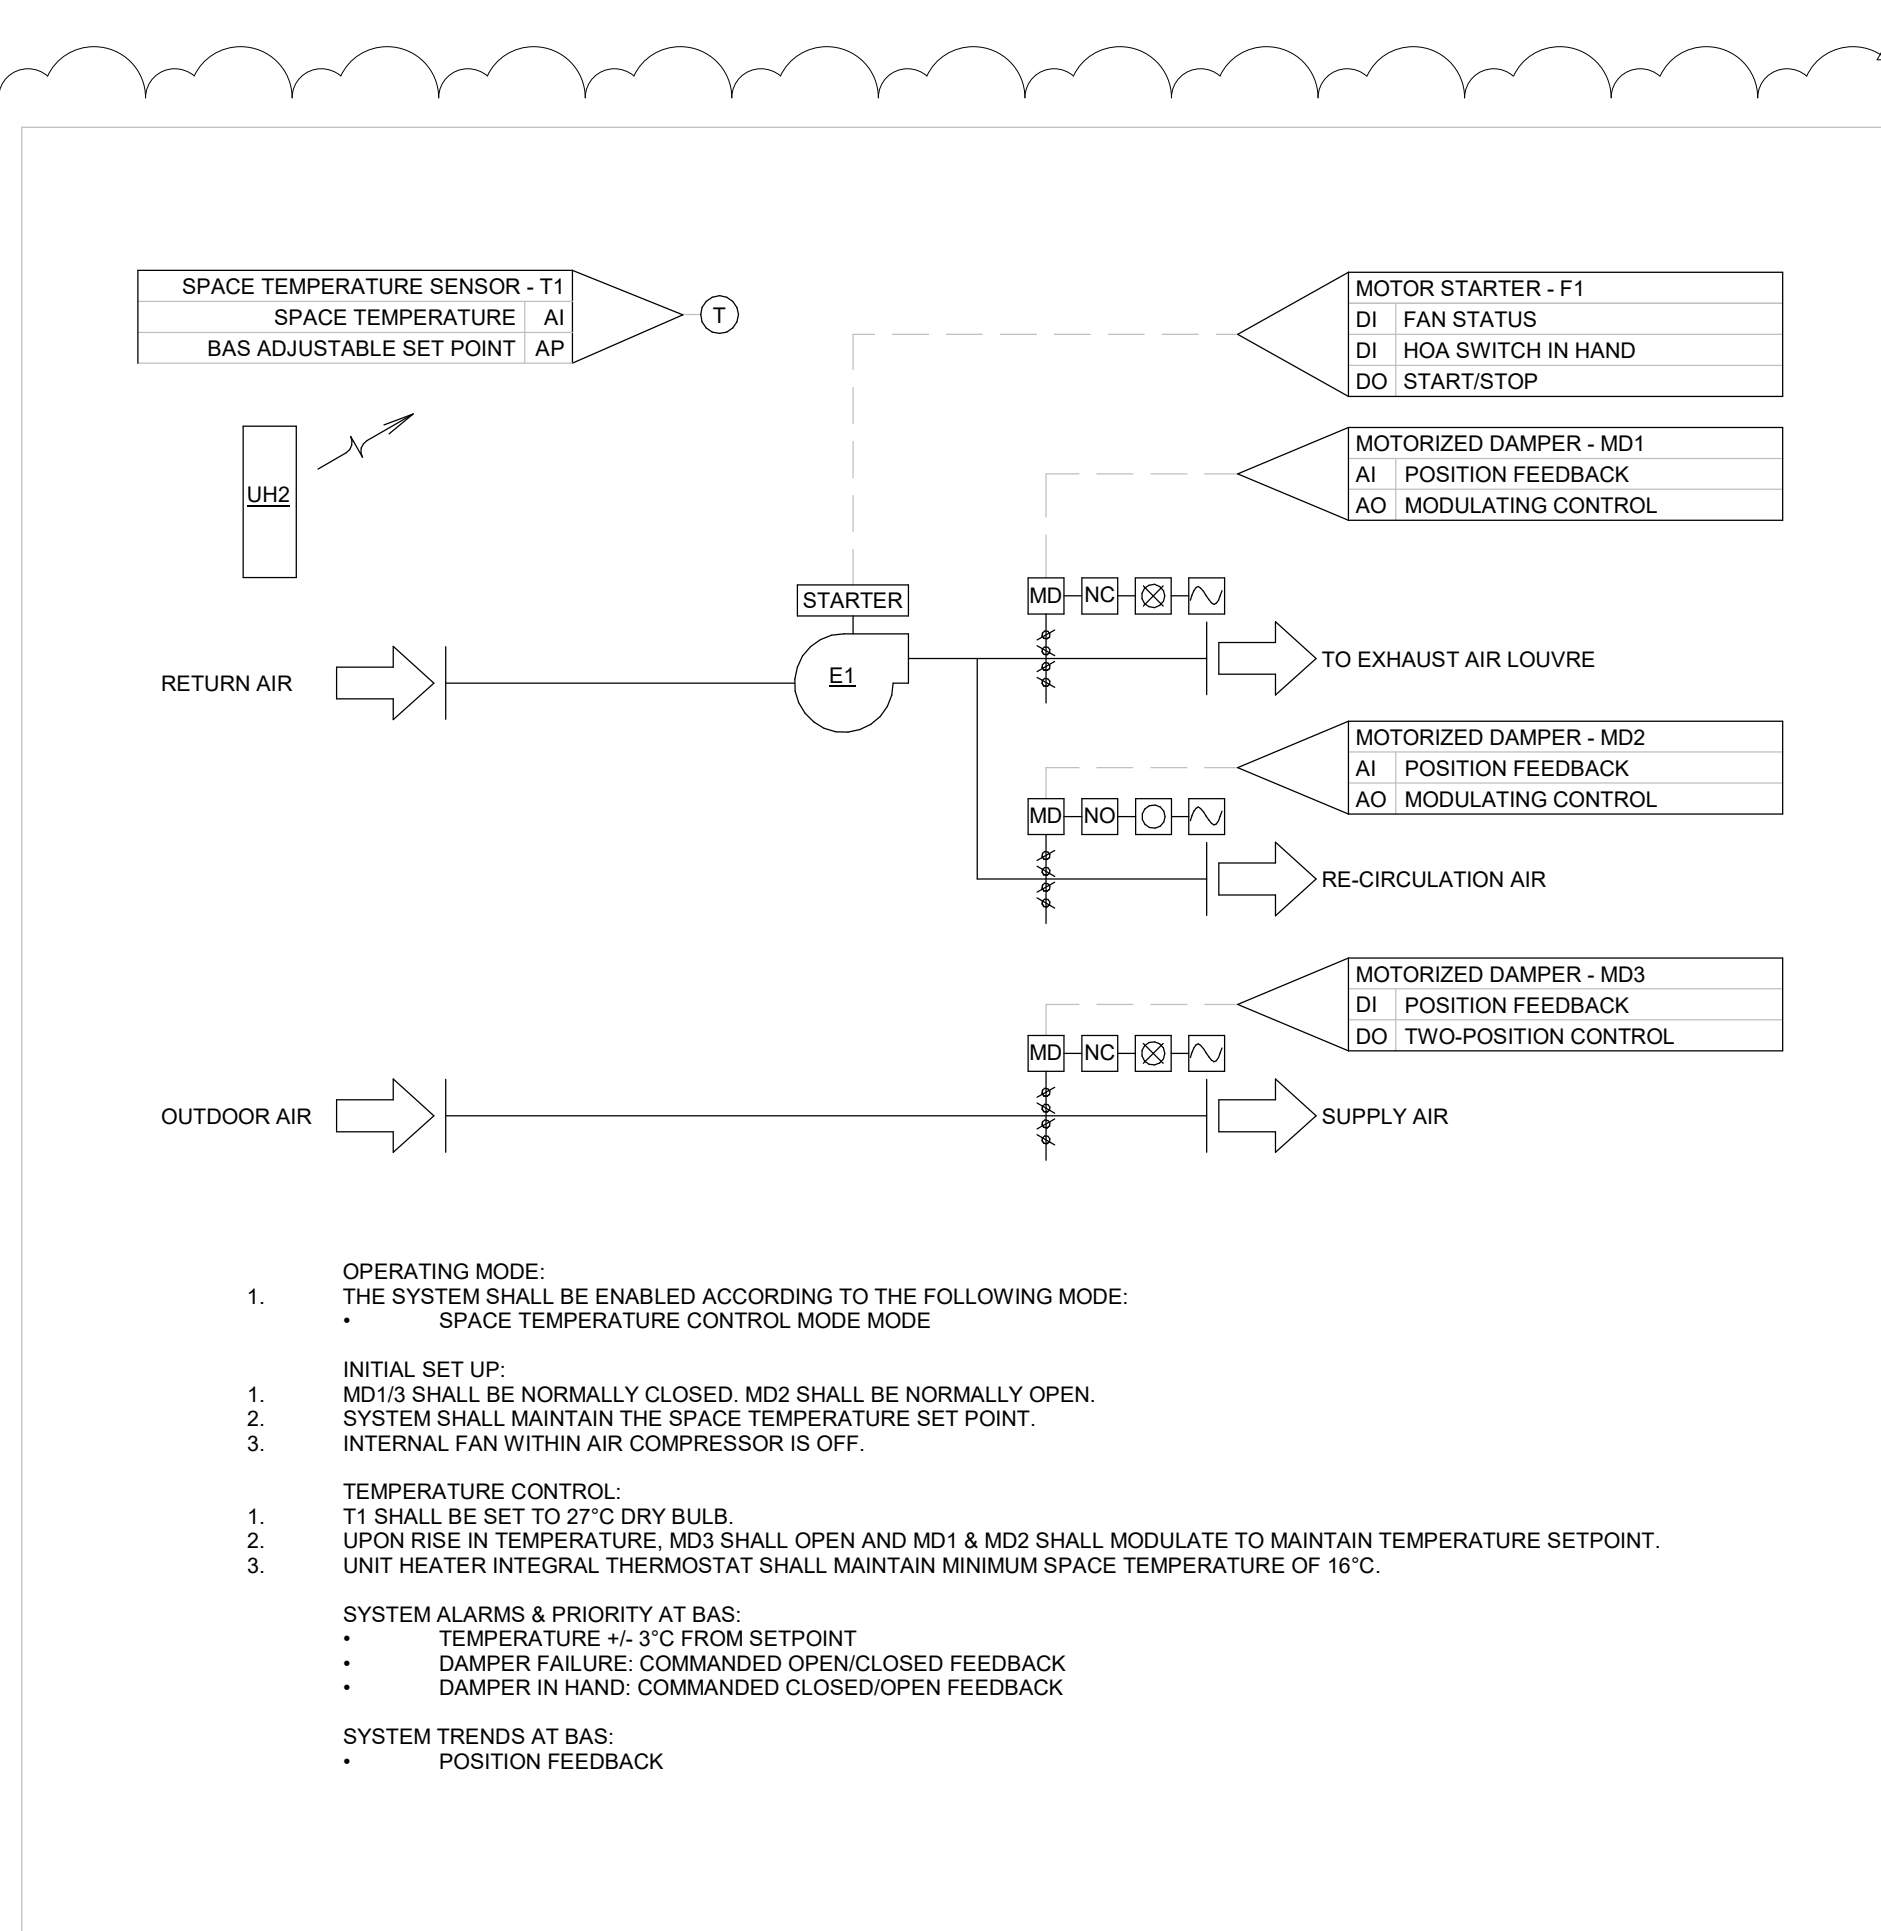 SPACE TEMPERATURE SENSOR - T1
SPACE TEMPERATURE AI
BAS ADJUSTABLE SET POINT AP
T
MOTOR STARTER - F1
DI FAN STATUS
DI HOA SWITCH IN HAND
DO START/STOP
MOTORIZED DAMPER - MD1
AI POSITION FEEDBACK
AO MODULATING CONTROL
UH2
STARTER
MD NC
E1
RETURN AIR
TO EXHAUST AIR LOUVRE
MOTORIZED DAMPER - MD2
AI POSITION FEEDBACK
AO MODULATING CONTROL
MD NO
RE-CIRCULATION AIR
MOTORIZED DAMPER - MD3
DI POSITION FEEDBACK
DO TWO-POSITION CONTROL
MD NC
OUTDOOR AIR
SUPPLY AIR
OPERATING MODE:
1. THE SYSTEM SHALL BE ENABLED ACCORDING TO THE FOLLOWING MODE:
• SPACE TEMPERATURE CONTROL MODE MODE
INITIAL SET UP:
1. MD1/3 SHALL BE NORMALLY CLOSED. MD2 SHALL BE NORMALLY OPEN.
2. SYSTEM SHALL MAINTAIN THE SPACE TEMPERATURE SET POINT.
3. INTERNAL FAN WITHIN AIR COMPRESSOR IS OFF.
TEMPERATURE CONTROL:
1. T1 SHALL BE SET TO 27°C DRY BULB.
2. UPON RISE IN TEMPERATURE, MD3 SHALL OPEN AND MD1 & MD2 SHALL MODULATE TO MAINTAIN TEMPERATURE SETPOINT.
3. UNIT HEATER INTEGRAL THERMOSTAT SHALL MAINTAIN MINIMUM SPACE TEMPERATURE OF 16°C.
SYSTEM ALARMS & PRIORITY AT BAS:
• TEMPERATURE +/- 3°C FROM SETPOINT
• DAMPER FAILURE: COMMANDED OPEN/CLOSED FEEDBACK
• DAMPER IN HAND: COMMANDED CLOSED/OPEN FEEDBACK
SYSTEM TRENDS AT BAS:
• POSITION FEEDBACK